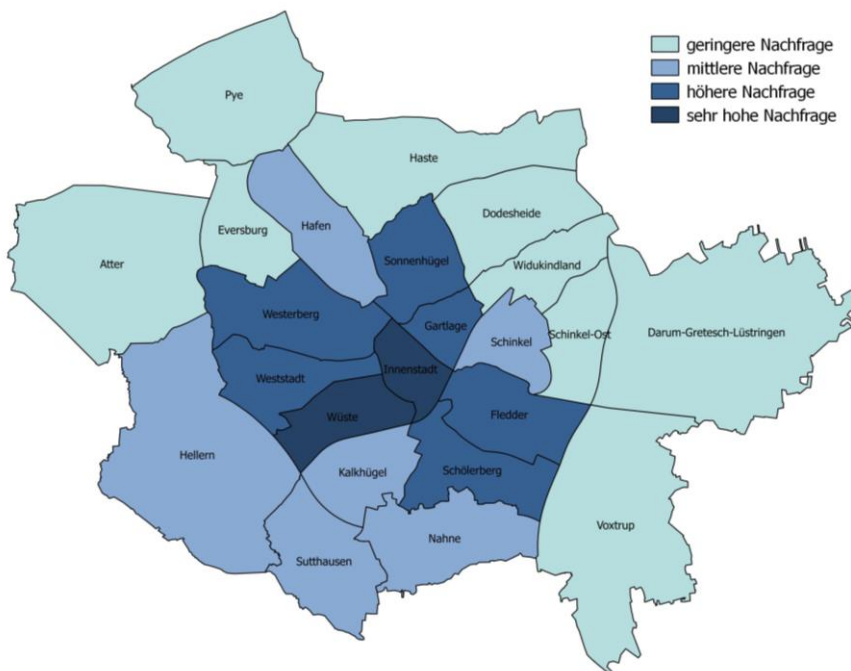 geringere Nachfrage
mittlere Nachfrage
höhere Nachfrage
sehr hohe Nachfrage
Pye
Haste
Dodesheide
Hafen
Eversburg
Sonnenhügel
Atter
Widukindland
Westerberg
Gartlage
Schinkel
Schinkel-Ost
Darum-Gretesch-Lüstringen
Innenstadt
Weststadt
Wüste
Fledder
Hellern
Kalkhügel
Schölerberg
Voxtrup
Nahne
Sutthausen